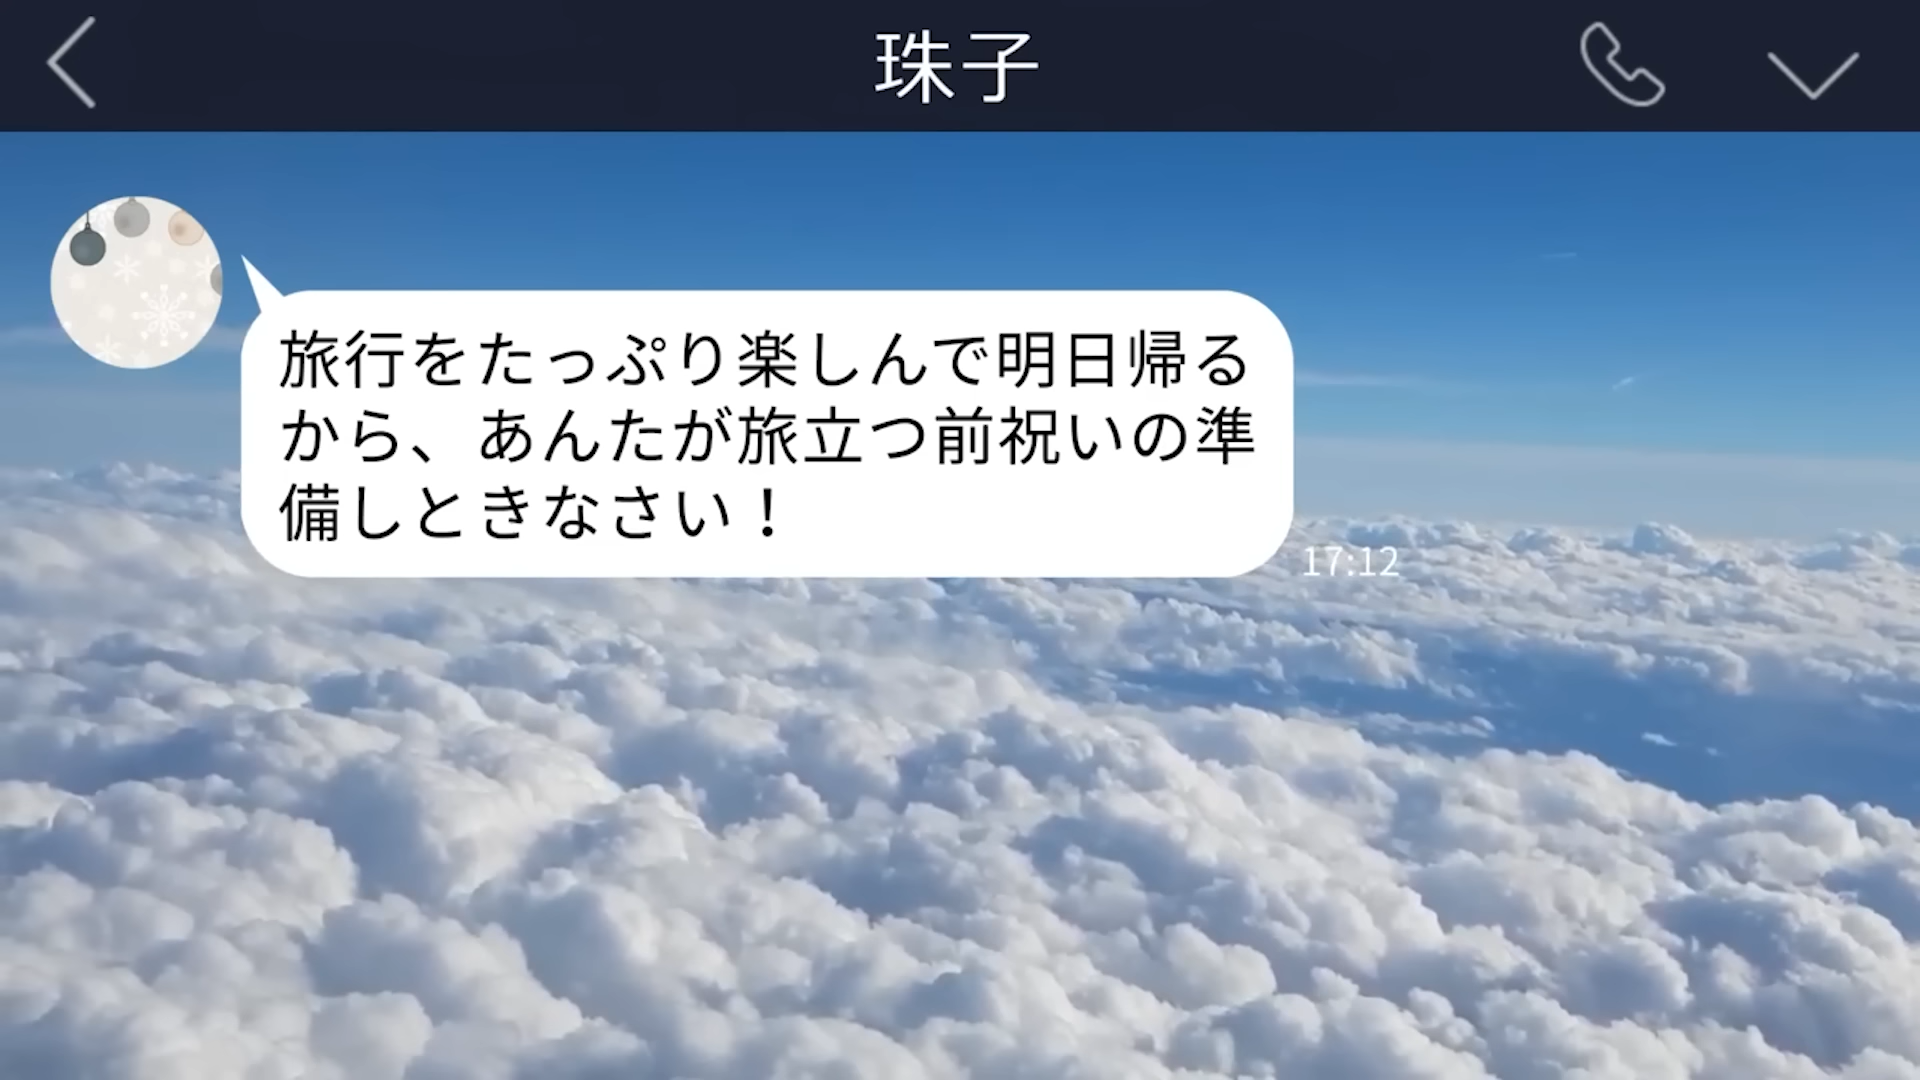 珠子
旅行をたっぷり楽しんで明日帰る
から、あんたが旅立つ前祝いの準
備しときなさい！
17:12